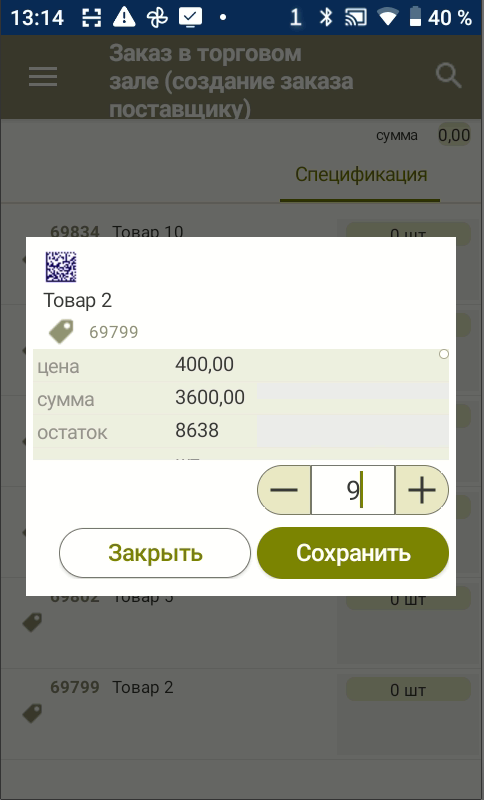 13:14 1 40 %
Заказ в торговом
зале (создание заказа
поставщику)
сумма 0,00
Спецификация
69834 Товар 10
0 шт
Товар 2
69799
цена 400,00
сумма 3600,00
остаток 8638
шт
9
Закрыть Сохранить
69802 Товар 5
0 шт
69799 Товар 2
0 шт